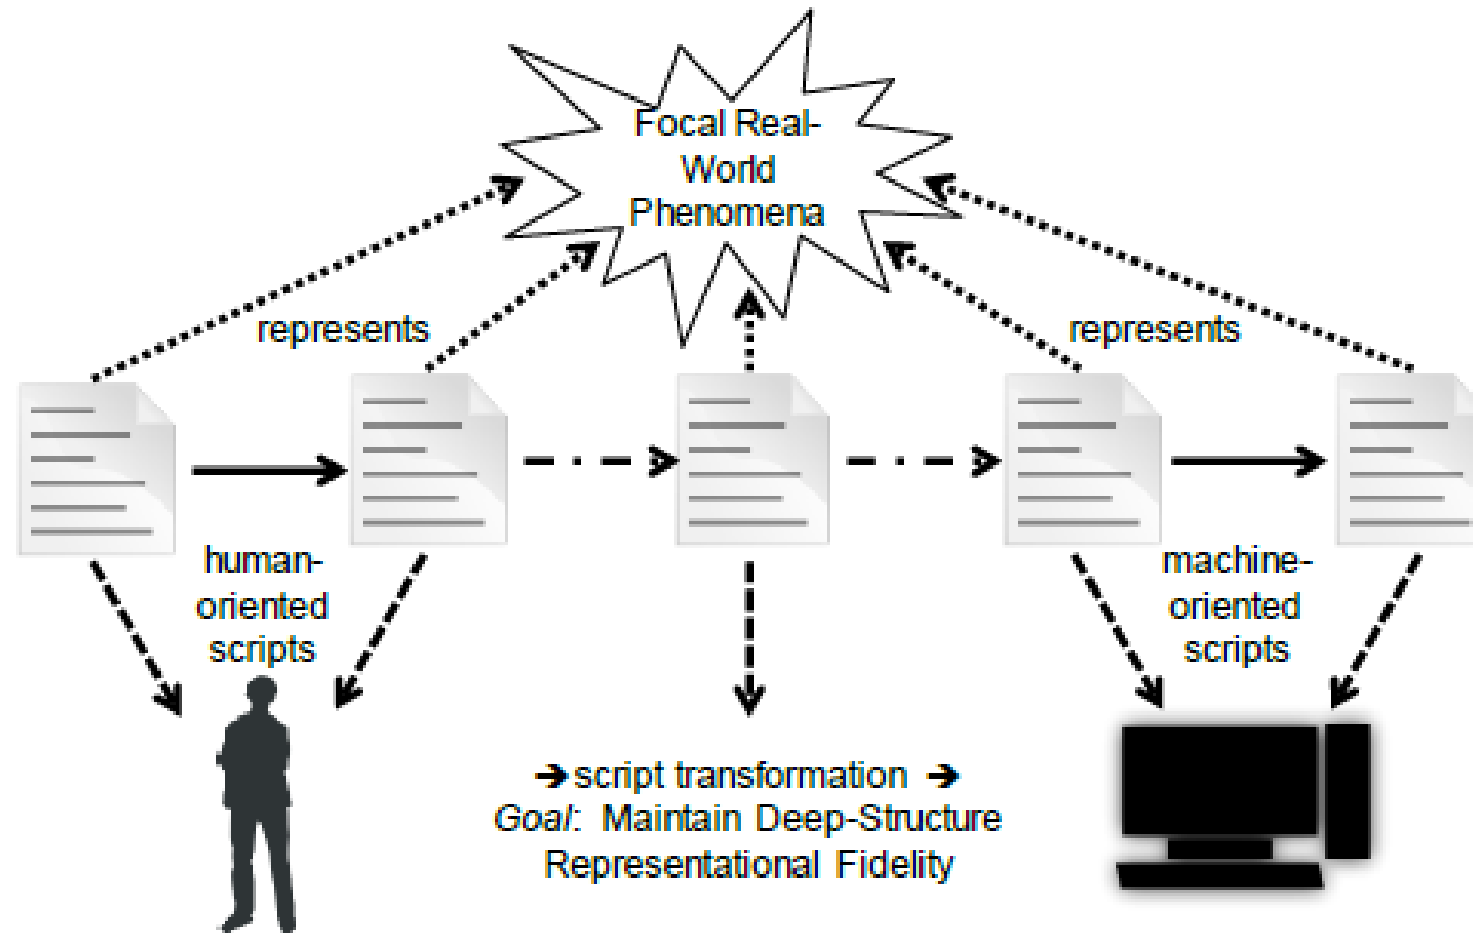 Focal Real-
World
Phenomena
represents
represents
human-
oriented
scripts
machine-
oriented
scripts
→ script transformation →
Goal: Maintain Deep-Structure
Representational Fidelity